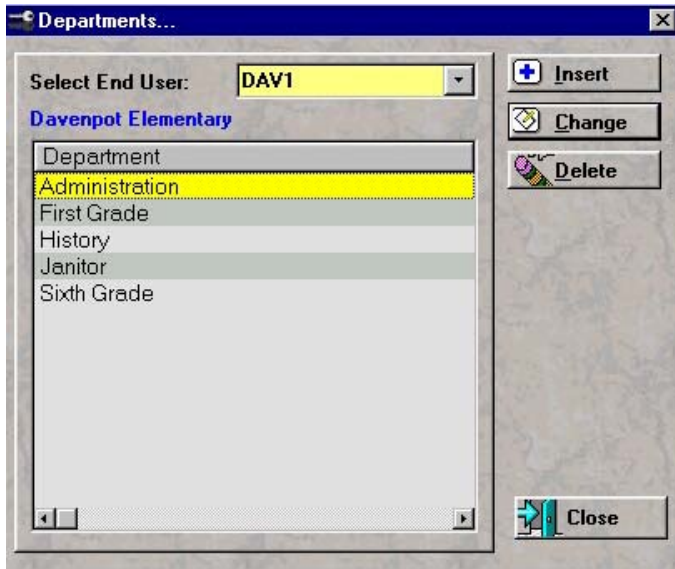 Departments...
Select End User: DAV1
Davenpot Elementary
Department
Administration
First Grade
History
Janitor
Sixth Grade
Insert
Change
Delete
Close